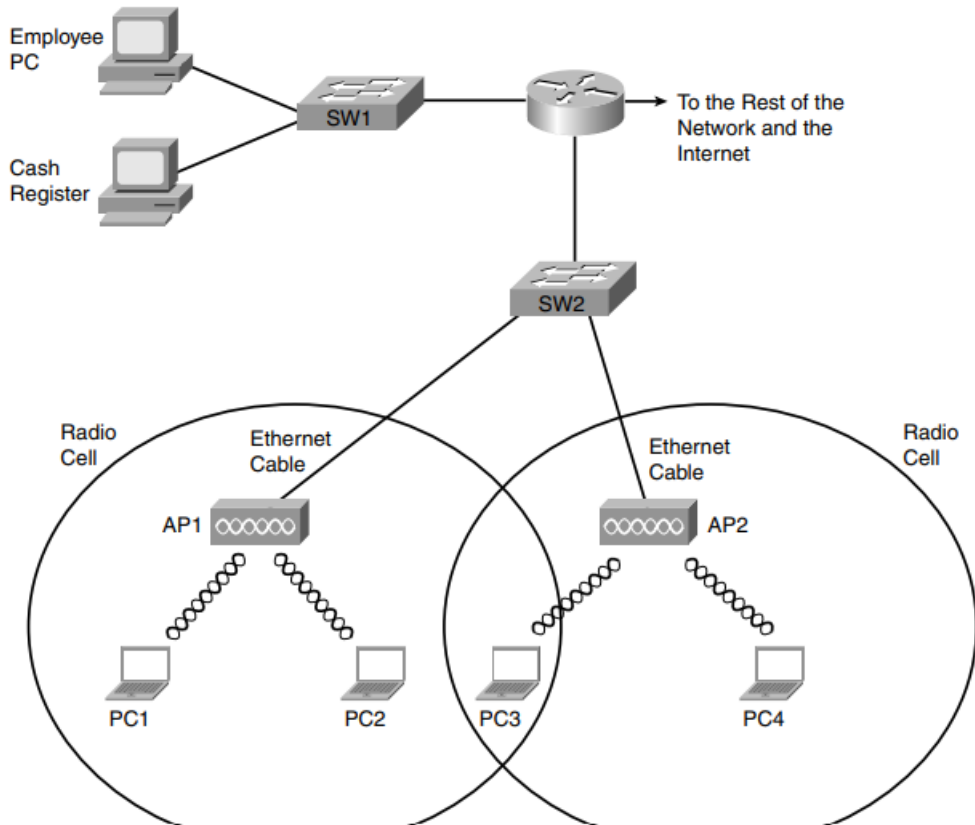 Employee
PC
SW1
To the Rest of the
Network and the
Internet
Cash
Register
SW2
Radio
Cell
Ethernet
Cable
Ethernet
Cable
Radio
Cell
AP1
AP2
PC1
PC2
PC3
PC4